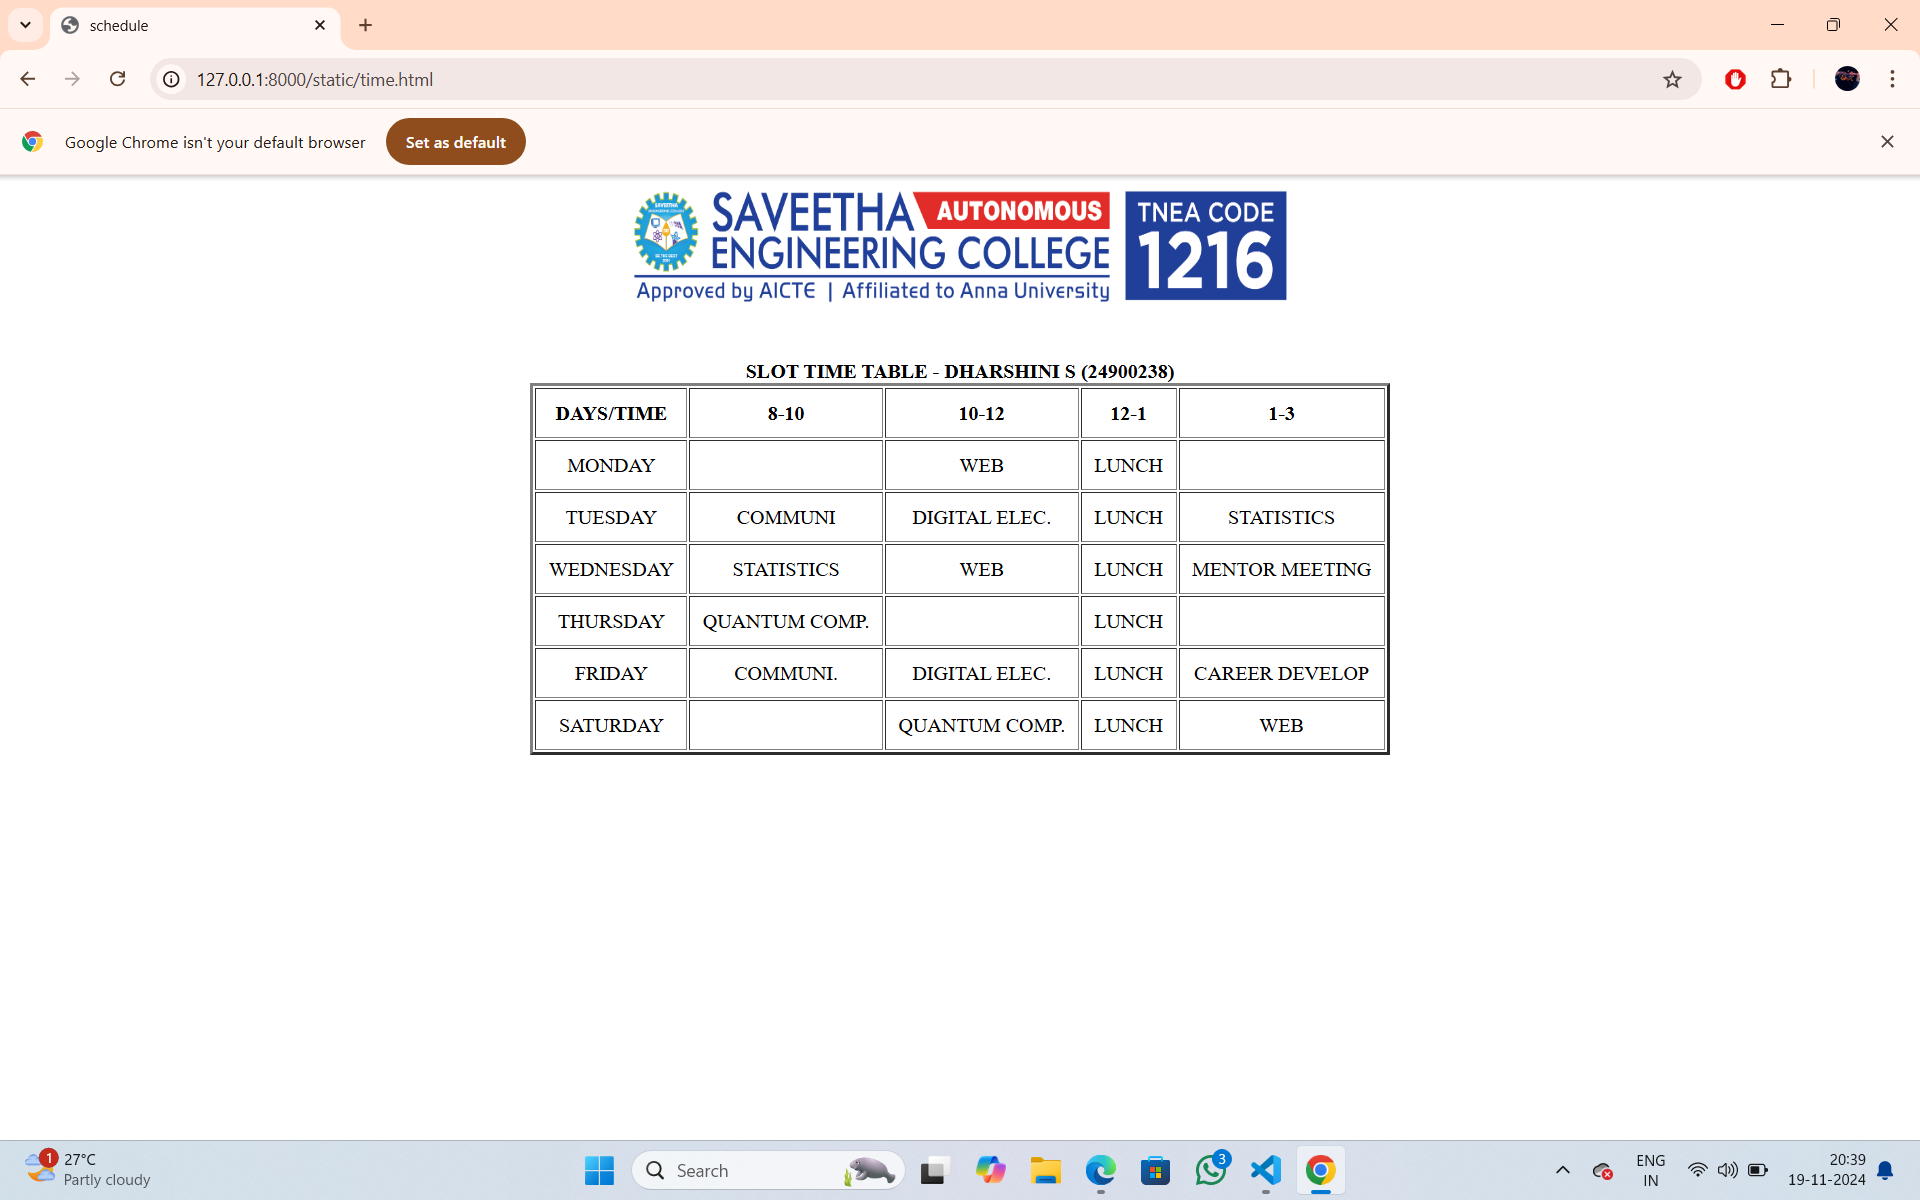 schedule
127.0.0.1:8000/static/time.html
Google Chrome isn't your default browser Set as default
SAVEETHA AUTONOMOUS
ENGINEERING COLLEGE
Approved by AICTE | Affiliated to Anna University
TNEA CODE
1216
SLOT TIME TABLE - DHARSHINI S (24900238)
DAYS/TIME 8-10 10-12 12-1 1-3
MONDAY WEB LUNCH
TUESDAY COMMUNI DIGITAL ELEC. LUNCH STATISTICS
WEDNESDAY STATISTICS WEB LUNCH MENTOR MEETING
THURSDAY QUANTUM COMP. LUNCH
FRIDAY COMMUNI. DIGITAL ELEC. LUNCH CAREER DEVELOP
SATURDAY QUANTUM COMP. LUNCH WEB
1
27°C
Partly cloudy
Search
3
ENG
IN
20:39
19-11-2024